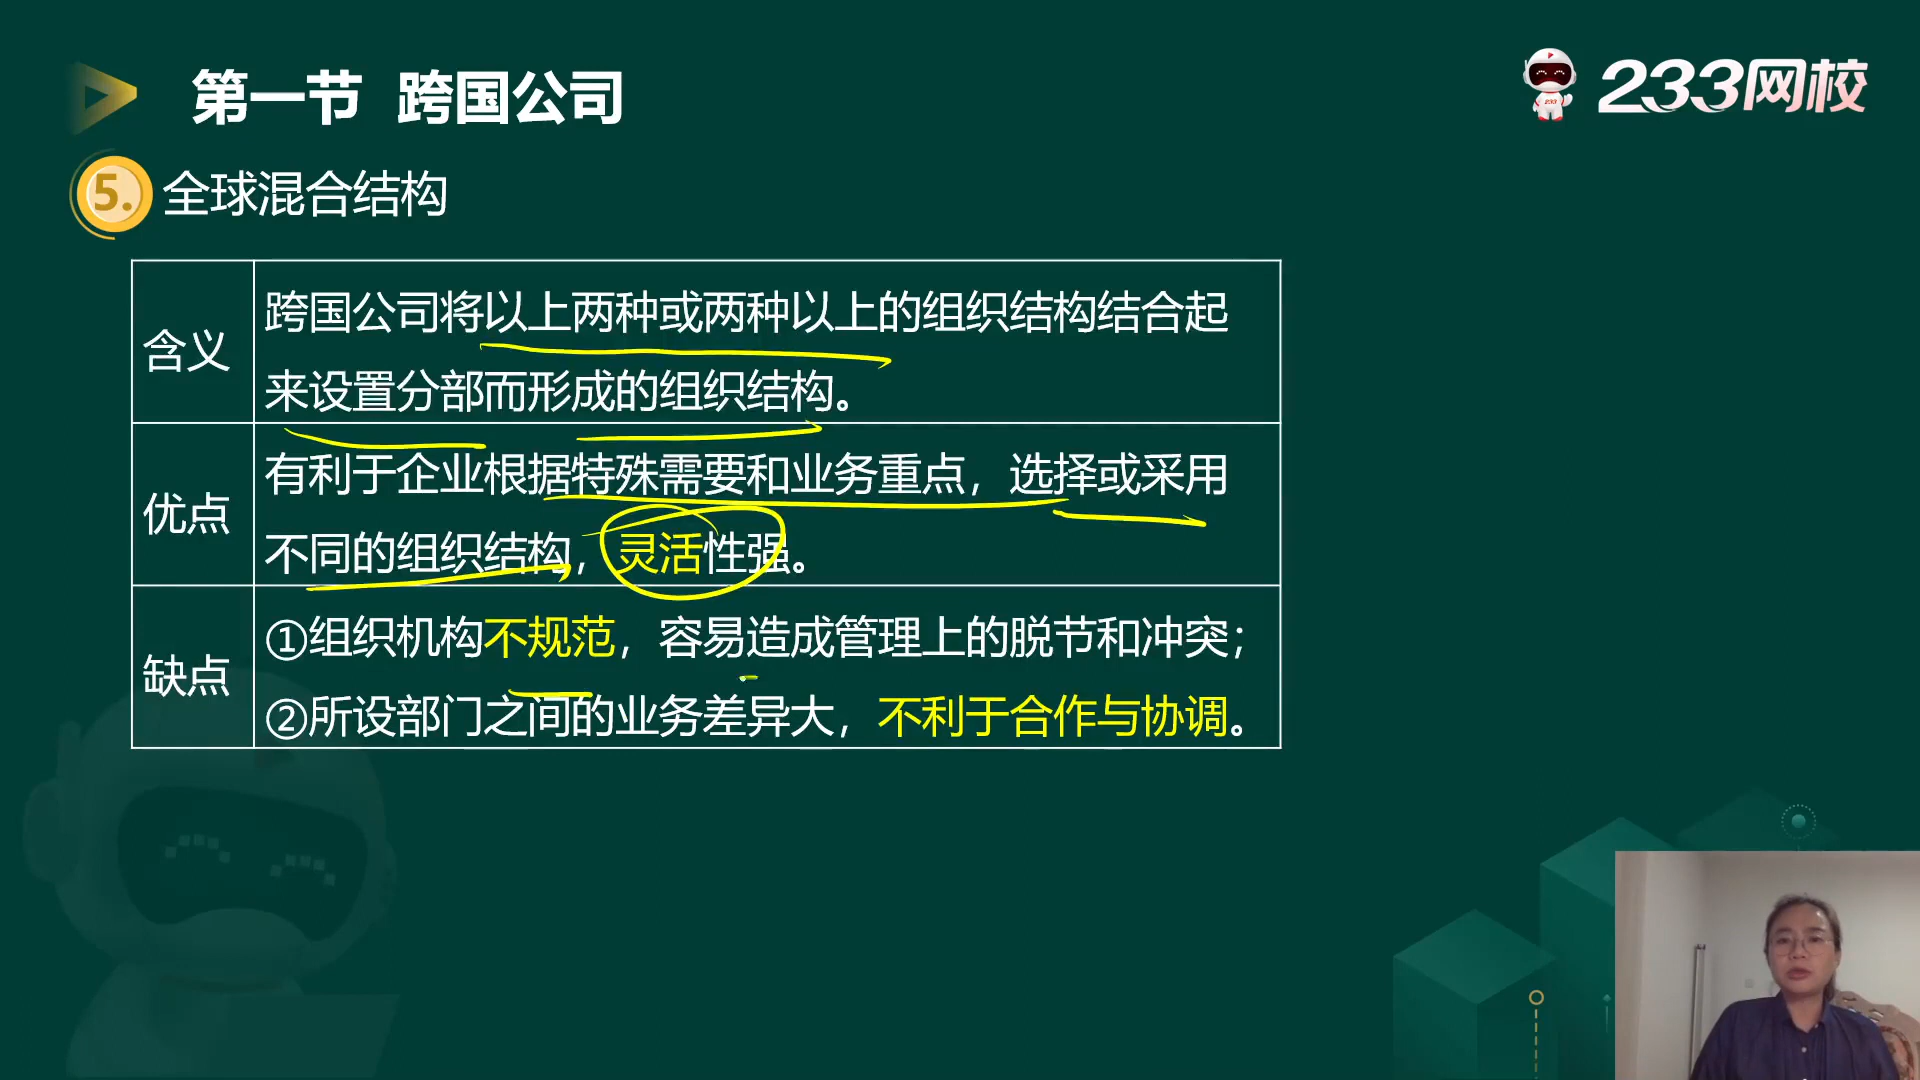 第一节 跨国公司
233网校
5. 全球混合结构
含义
跨国公司将以上两种或两种以上的组织结构结合起
来设置分部而形成的组织结构。
优点
有利于企业根据特殊需要和业务重点，选择或采用
不同的组织结构，灵活性强。
缺点
①组织机构不规范，容易造成管理上的脱节和冲突；
②所设部门之间的业务差异大，不利于合作与协调。
233